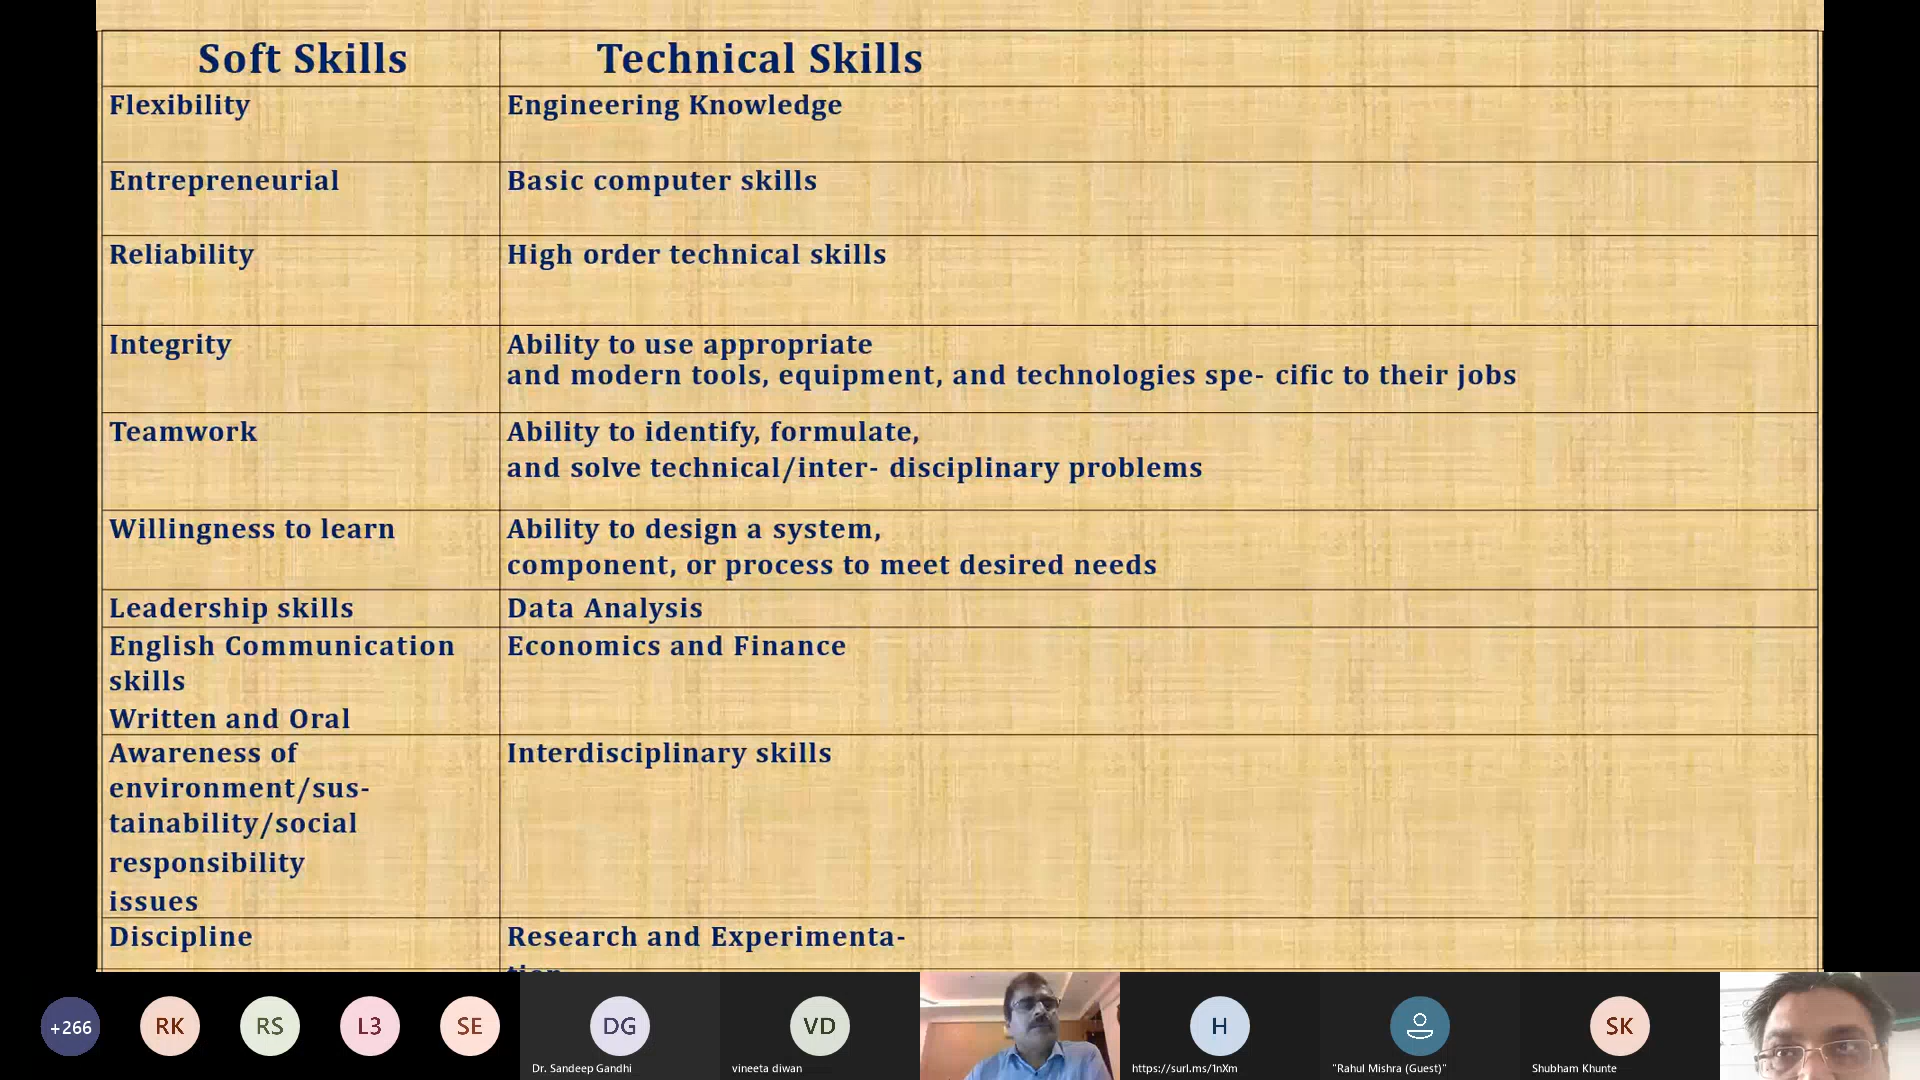 Soft Skills
Technical Skills
Flexibility
Engineering Knowledge
Entrepreneurial
Basic computer skills
Reliability
High order technical skills
Integrity
Ability to use appropriate
and modern tools, equipment, and technologies spe- cific to their jobs
Teamwork
Ability to identify, formulate,
and solve technical/inter- disciplinary problems
Willingness to learn
Ability to design a system,
component, or process to meet desired needs
Leadership skills
Data Analysis
English Communication
skills
Written and Oral
Economics and Finance
Awareness of
environment/sus-
tainability/social
responsibility
issues
Interdisciplinary skills
Discipline
Research and Experimenta-
tion
+266
RK
RS
L3
SE
DG
Dr. Sandeep Gandhi
VD
vineeta diwan
H
https://surl.ms/1nXm
"Rahul Mishra (Guest)"
SK
Shubham Khunte